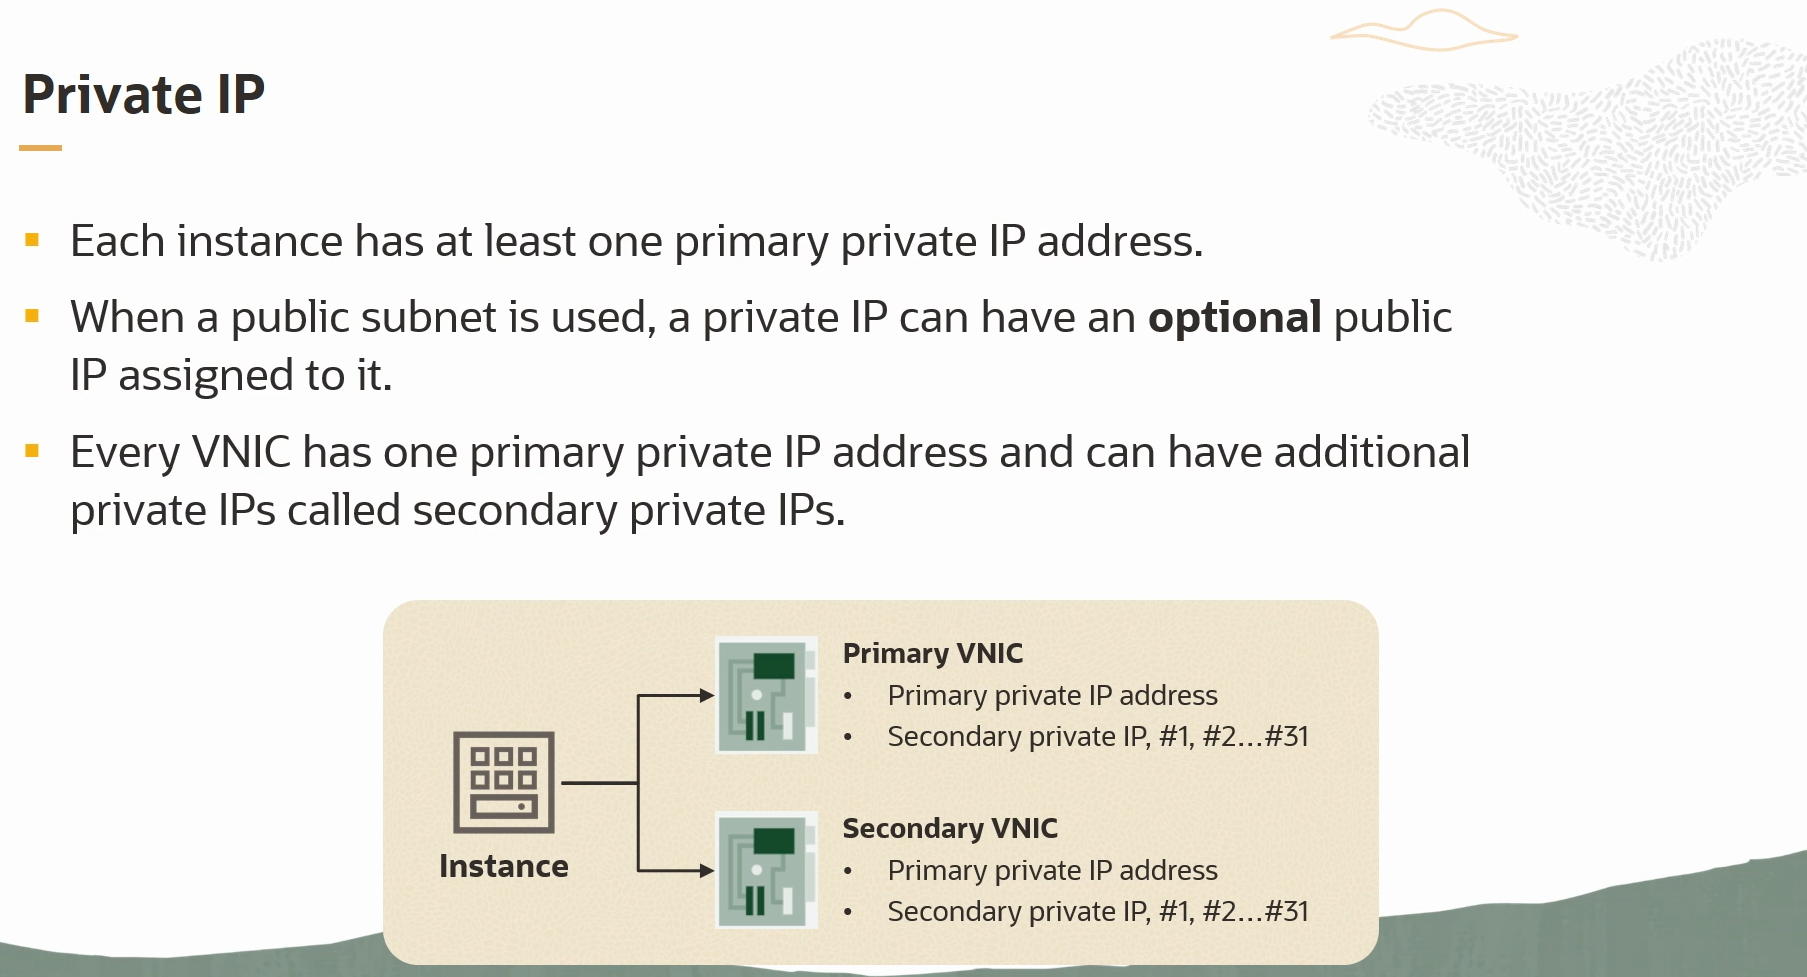 Private IP
Each instance has at least one primary private IP address.
When a public subnet is used, a private IP can have an optional public
IP assigned to it.
Every VNIC has one primary private IP address and can have additional
private IPs called secondary private IPs.
Instance
Primary VNIC
• Primary private IP address
• Secondary private IP, #1, #2...#31
Secondary VNIC
• Primary private IP address
• Secondary private IP, #1, #2...#31